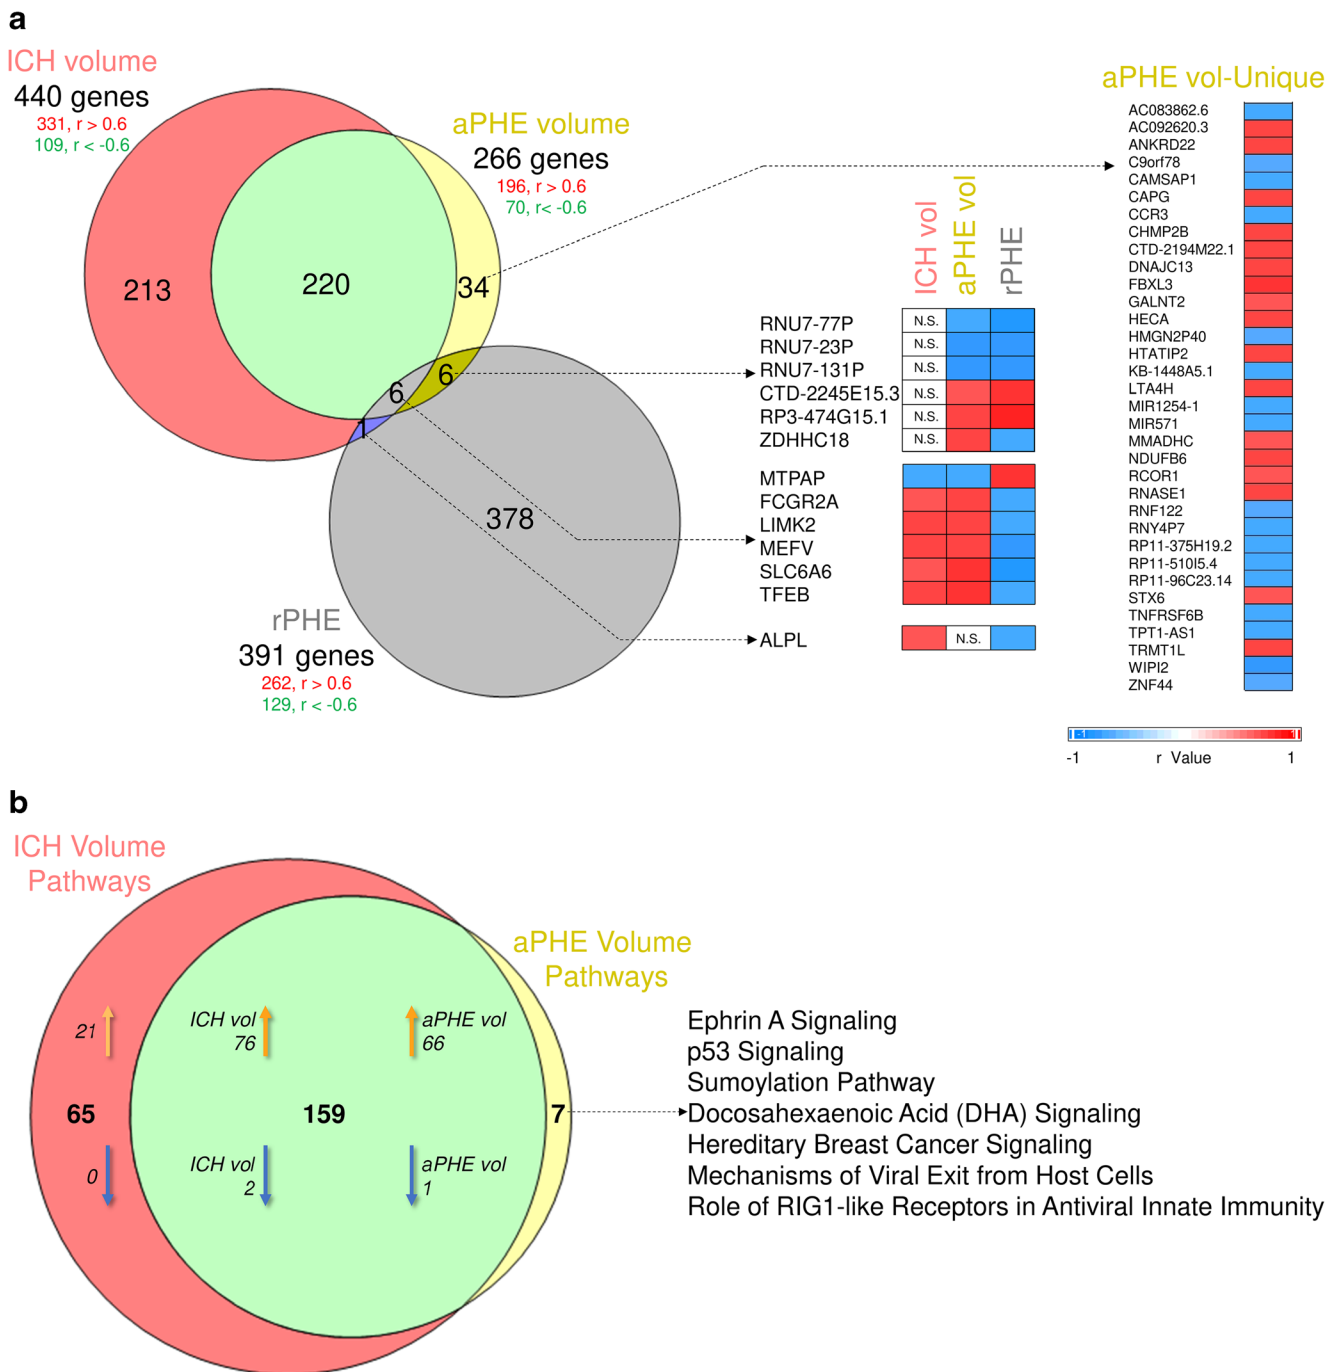 a
ICH volume
440 genes
331, r > 0.6
109, r < -0.6
aPHE volume
266 genes
196, r > 0.6
70, r< -0.6
213
220
34
6
6
1
378
rPHE
391 genes
262, r > 0.6
129, r < -0.6
ICH vol
aPHE vol
rPHE
RNU7-77P N.S.
RNU7-23P N.S.
RNU7-131P N.S.
CTD-2245E15.3 N.S.
RP3-474G15.1 N.S.
ZDHHC18 N.S.
MTPAP
FCGR2A
LIMK2
MEFV
SLC6A6
TFEB
ALPL N.S.
aPHE vol-Unique
AC083862.6
AC092620.3
ANKRD22
C9orf78
CAMSAP1
CAPG
CCR3
CHMP2B
CTD-2194M22.1
DNAJC13
FBXL3
GALNT2
HECA
HMGN2P40
HTATIP2
KB-1448A5.1
LTA4H
MIR1254-1
MIR571
MMADHC
NDUFB6
RCOR1
RNASE1
RNF122
RNY4P7
RP11-375H19.2
RP11-510I5.4
RP11-96C23.14
STX6
TNFRSF6B
TPT1-AS1
TRMT1L
WIPI2
ZNF44
-1 1
-1 r Value 1
b
ICH Volume
Pathways
aPHE Volume
Pathways
21
ICH vol
76
aPHE vol
66
65
159
7
0
ICH vol
2
aPHE vol
1
Ephrin A Signaling
p53 Signaling
Sumoylation Pathway
Docosahexaenoic Acid (DHA) Signaling
Hereditary Breast Cancer Signaling
Mechanisms of Viral Exit from Host Cells
Role of RIG1-like Receptors in Antiviral Innate Immunity